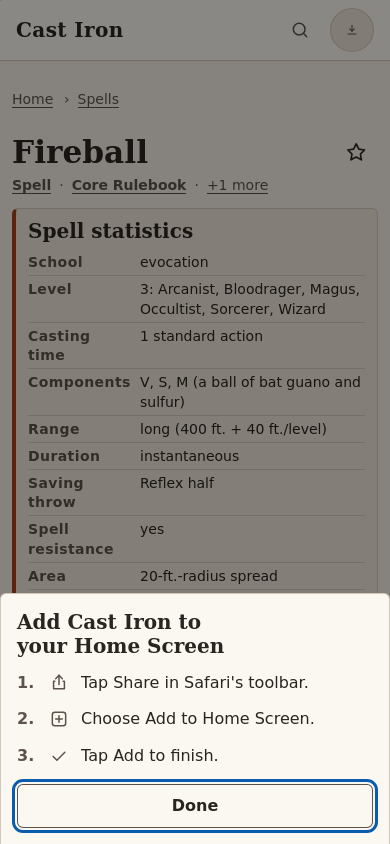 Cast Iron
Home › Spells
Fireball
Spell · Core Rulebook · +1 more
Spell statistics
School evocation
Level 3: Arcanist, Bloodrager, Magus,
Occultist, Sorcerer, Wizard
Casting 1 standard action
time
Components V, S, M (a ball of bat guano and
sulfur)
Range long (400 ft. + 40 ft./level)
Duration instantaneous
Saving Reflex half
throw
Spell yes
resistance
Area 20-ft.-radius spread
Add Cast Iron to
your Home Screen
1. Tap Share in Safari's toolbar.
2. Choose Add to Home Screen.
3. Tap Add to finish.
Done